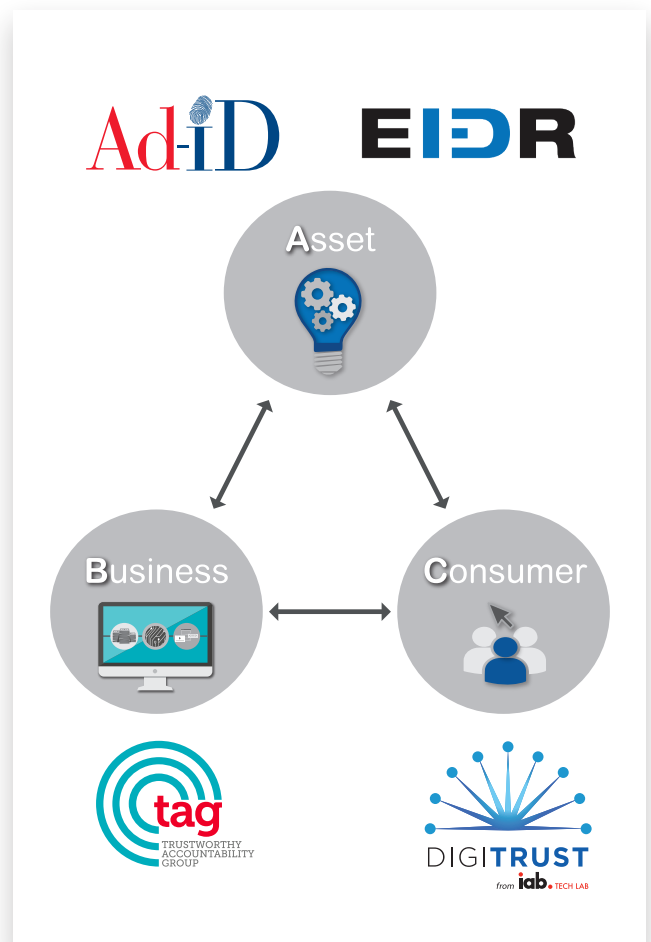 Ad-iD
EIDR
Asset
Business
Consumer
tag
TRUSTWORTHY
ACCOUNTABILITY
GROUP
DIGITRUST
from iab. TECH LAB